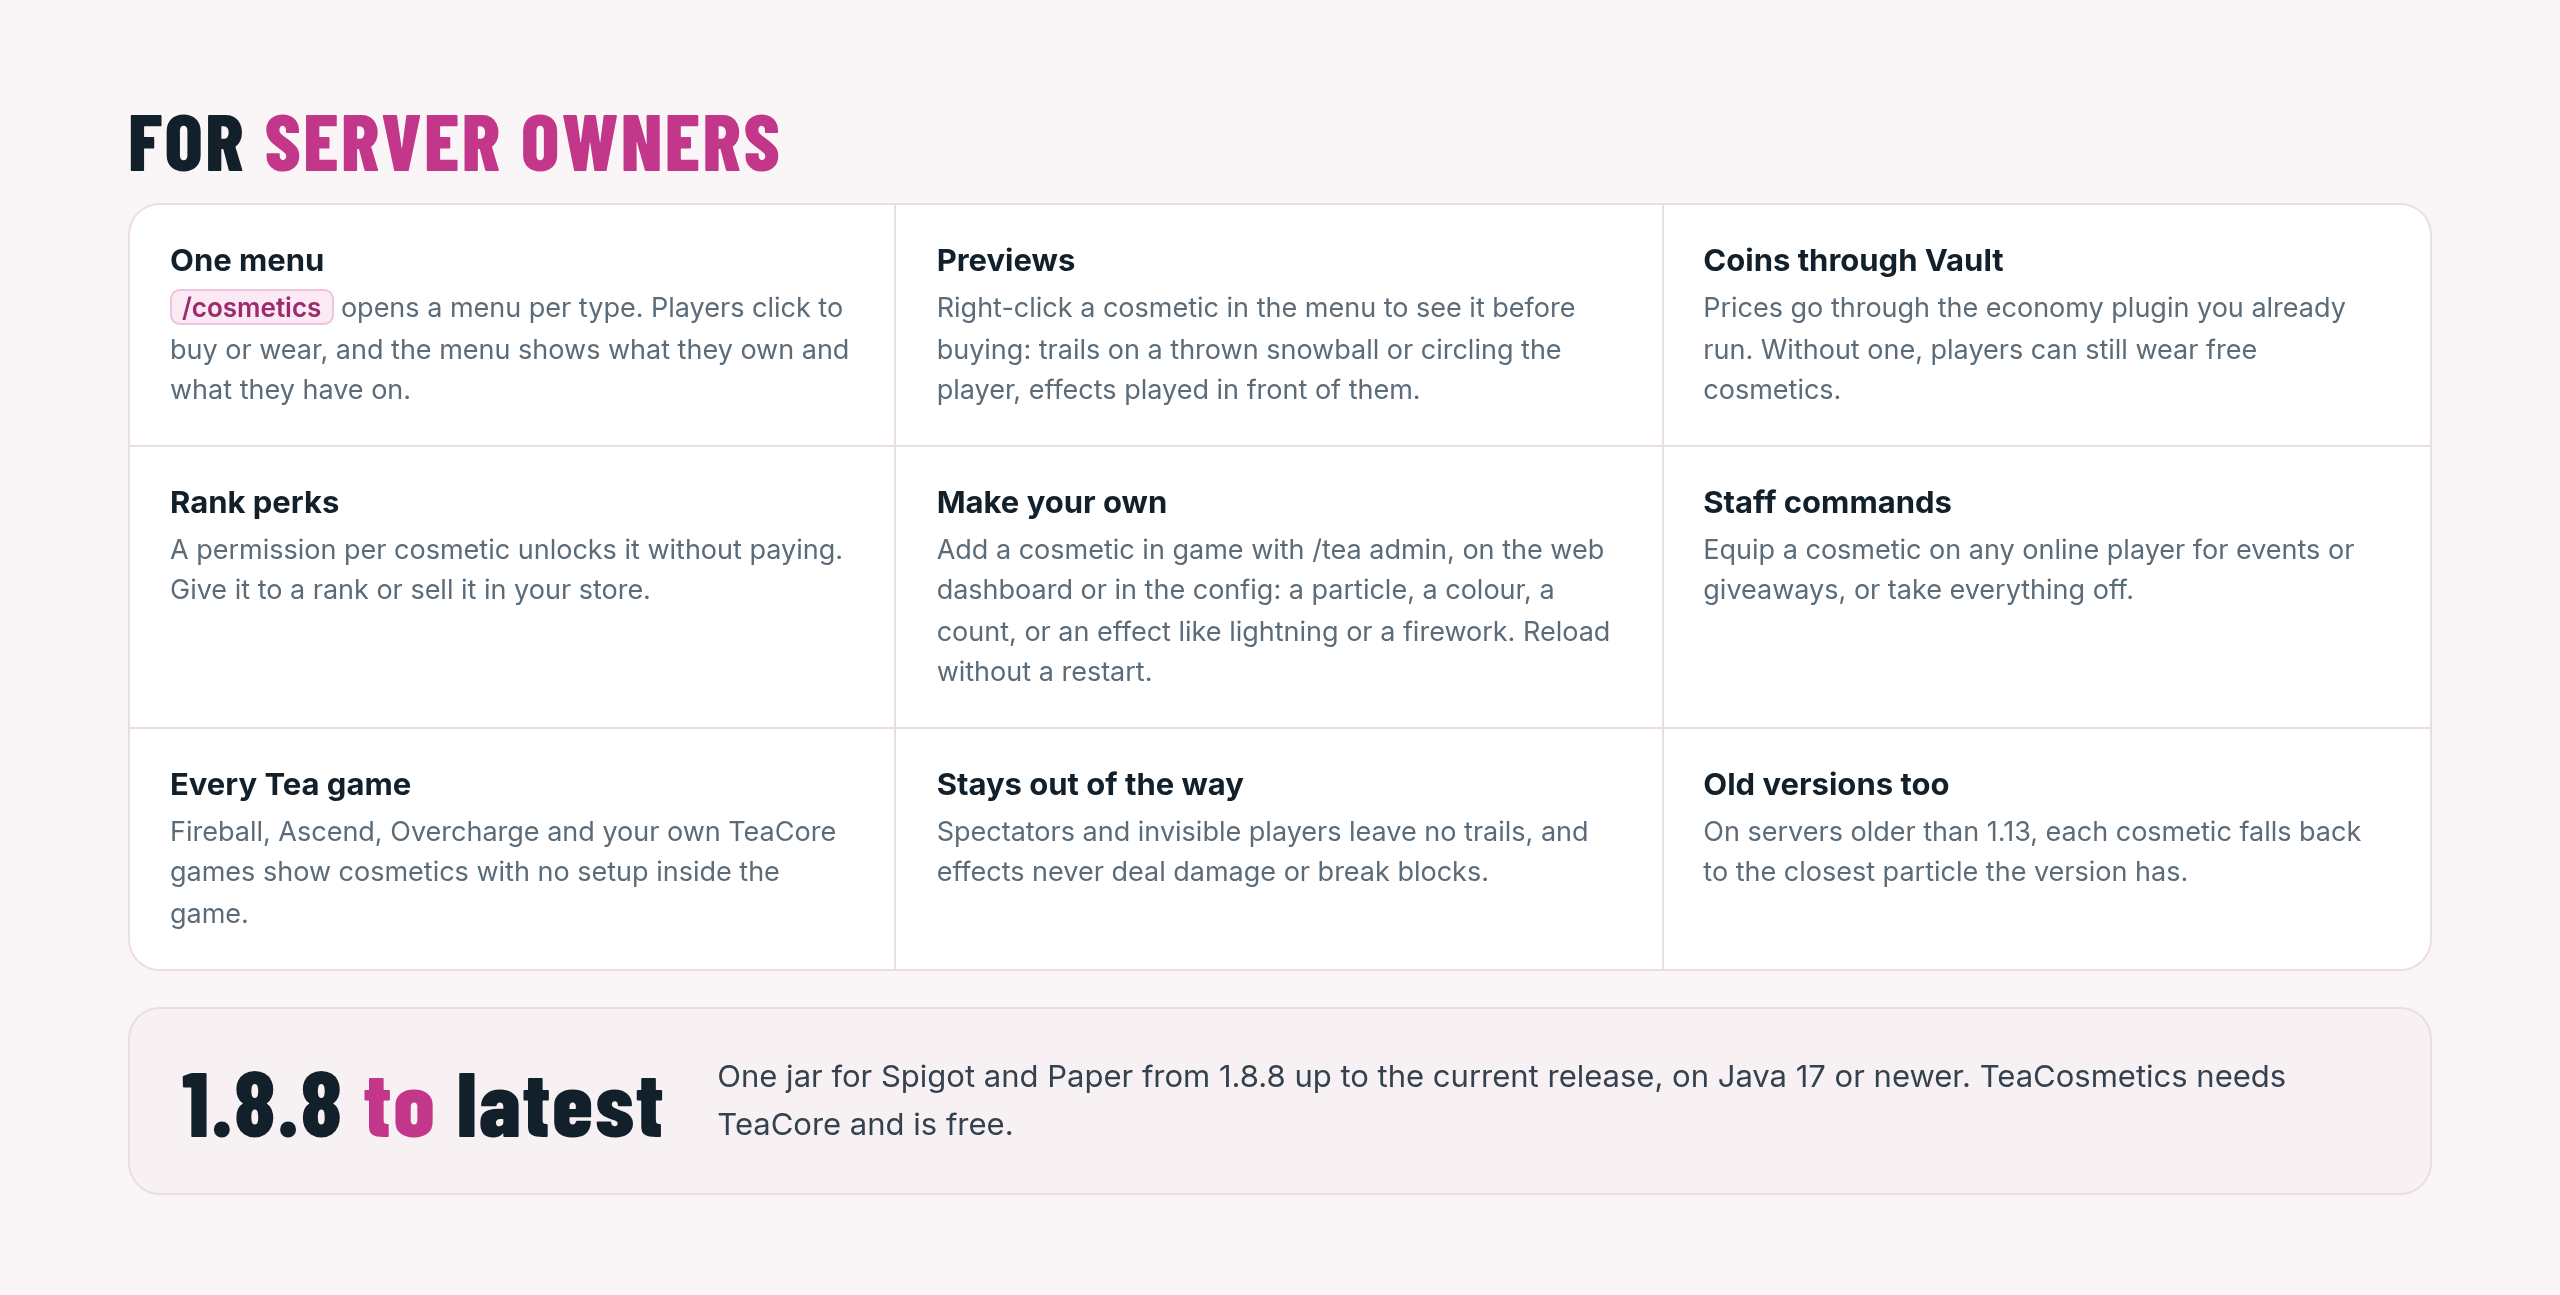 FOR SERVER OWNERS
One menu
/cosmetics opens a menu per type. Players click to
buy or wear, and the menu shows what they own and
what they have on.
Previews
Right-click a cosmetic in the menu to see it before
buying: trails on a thrown snowball or circling the
player, effects played in front of them.
Coins through Vault
Prices go through the economy plugin you already
run. Without one, players can still wear free
cosmetics.
Rank perks
A permission per cosmetic unlocks it without paying.
Give it to a rank or sell it in your store.
Make your own
Add a cosmetic in game with /tea admin, on the web
dashboard or in the config: a particle, a colour, a
count, or an effect like lightning or a firework. Reload
without a restart.
Staff commands
Equip a cosmetic on any online player for events or
giveaways, or take everything off.
Every Tea game
Fireball, Ascend, Overcharge and your own TeaCore
games show cosmetics with no setup inside the
game.
Stays out of the way
Spectators and invisible players leave no trails, and
effects never deal damage or break blocks.
Old versions too
On servers older than 1.13, each cosmetic falls back
to the closest particle the version has.
1.8.8 to latest
One jar for Spigot and Paper from 1.8.8 up to the current release, on Java 17 or newer. TeaCosmetics needs
TeaCore and is free.